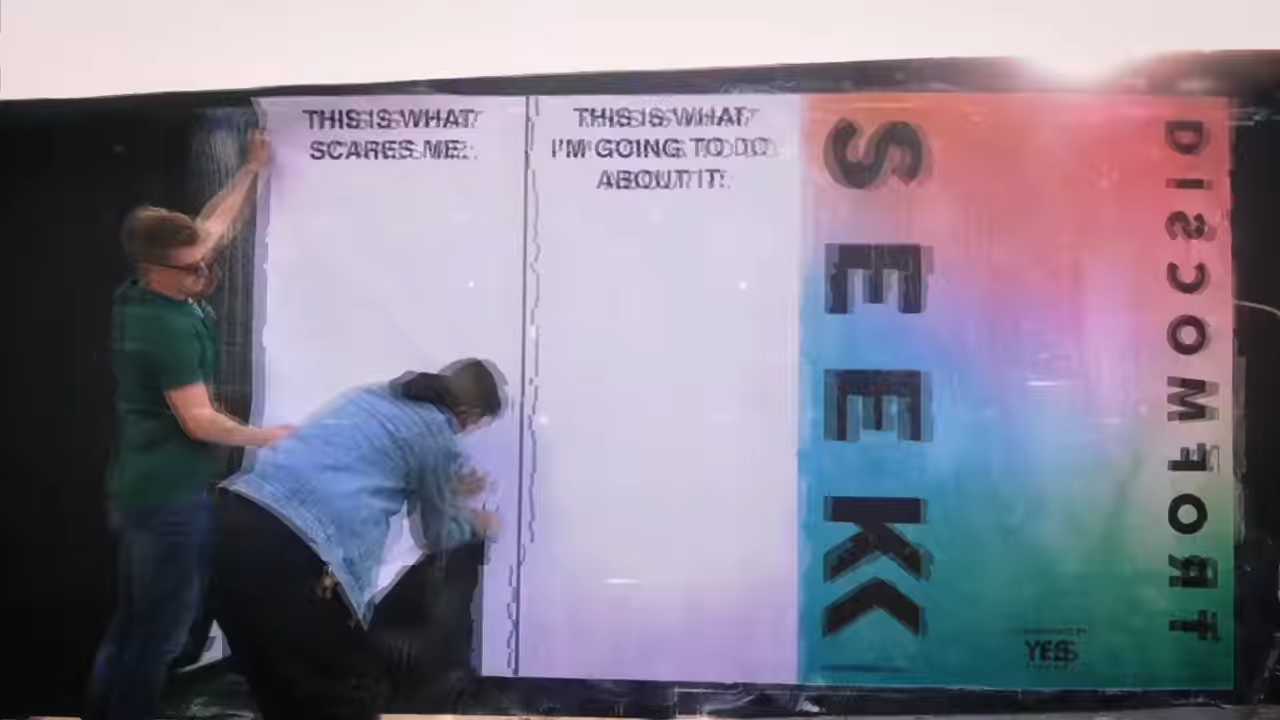 THIS IS WHAT
SCARES ME:
THIS IS WHAT
I'M GOING TO DO
ABOUT IT:
SEEK
DISCOMFORT
YES